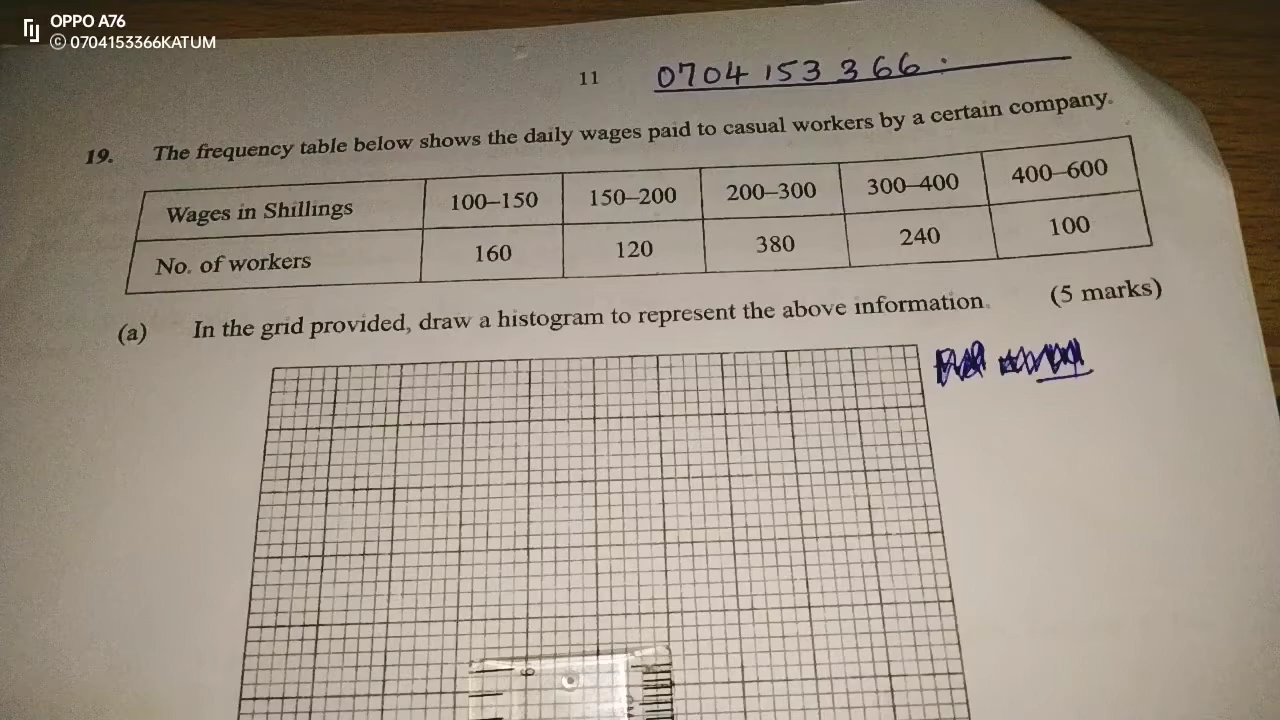 OPPO A76
© 0704153366KATUM
11
0704 153 366.
19. The frequency table below shows the daily wages paid to casual workers by a certain company.
Wages in Shillings 100–150 150–200 200–300 300–400 400–600
No. of workers 160 120 380 240 100
(a) In the grid provided, draw a histogram to represent the above information. (5 marks)